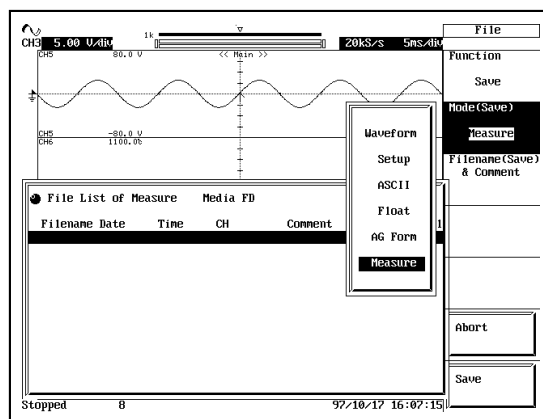 CH3 5.00 V/div
1k
20kS/s 5ms/div
CH5 80.0 V
<< Main >>
CH5 -80.0 V
CH6 1100.0%
File
Function
Save
Mode(Save)
Measure
Filename(Save)
& Comment
Abort
Save
Waveform
Setup
ASCII
Float
AG Form
Measure
File List of Measure Media FD
Filename Date Time CH Comment
Stopped 8 97/10/17 16:07:15